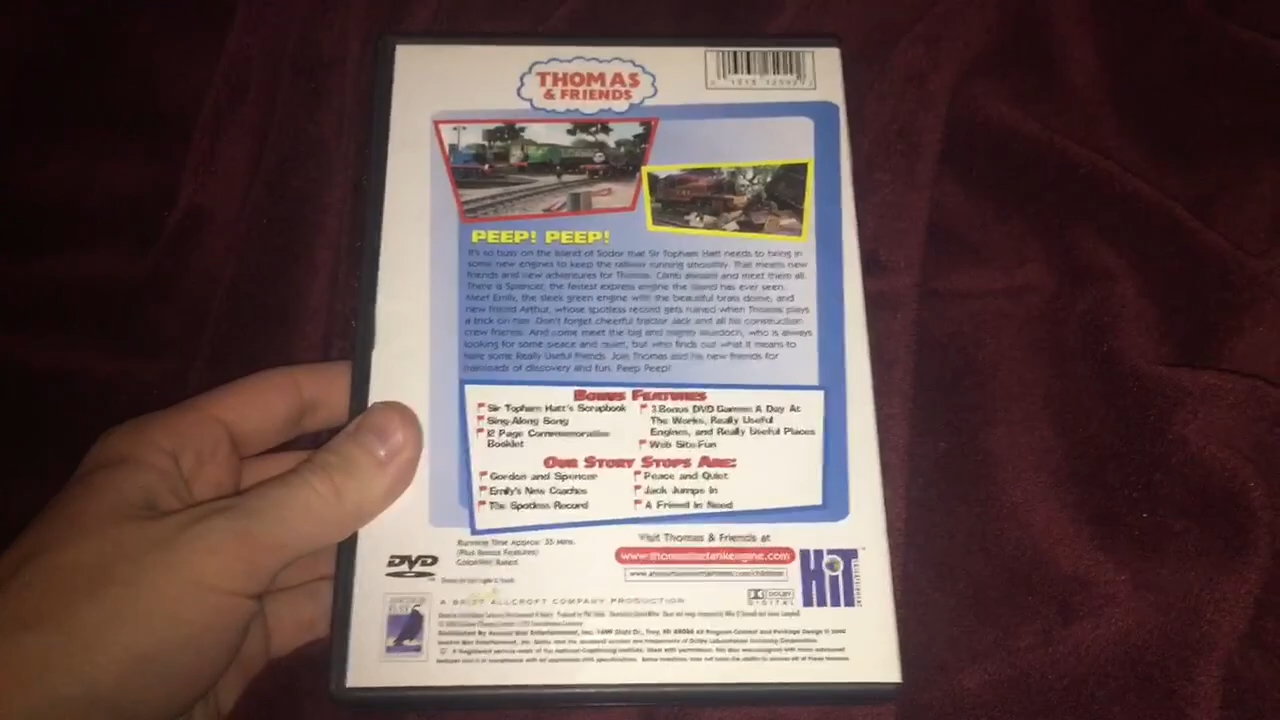 THOMAS
& FRIENDS
PEEP! PEEP!
It's so busy on the Island of Sodor that Sir Topham Hatt needs to bring in
some new engines to keep the railway running smoothly. That means new
friends and new adventures for Thomas. Climb aboard and meet them all.
There is Spencer, the fastest express engine the Island has ever seen.
Meet Emily, the sleek green engine with the beautiful brass dome, and
new friend Arthur, whose spotless record gets ruined when Thomas plays
a trick on him. Don't forget cheerful tractor Jack and all his construction
crew friends. And come meet the big and mighty Murdoch, who is always
looking for some peace and quiet, but who finds out what it means to
have some Really Useful Friends. Join Thomas and his new friends for
trainloads of discovery and fun. Peep Peep!
BONUS FEATURES
Sir Topham Hatt's Scrapbook
Sing-Along Song
12 Page Commemorative
Booklet
3 Bonus DVD Games: A Day At
The Works, Really Useful
Engines, and Really Useful Places
Web Site Fun
OUR STORY STOPS ARE:
Gordon and Spencer
Emily's New Coaches
The Spotless Record
Peace and Quiet
Jack Jumps In
A Friend In Need
Running Time Approx: 35 Mins.
(Plus Bonus Features)
Color/Not Rated
Visit Thomas & Friends at
www.thomasthetankengine.com
DVD
HiT
ENTERTAINMENT
A BRITT ALLCROFT COMPANY PRODUCTION
DOLBY
DIGITAL